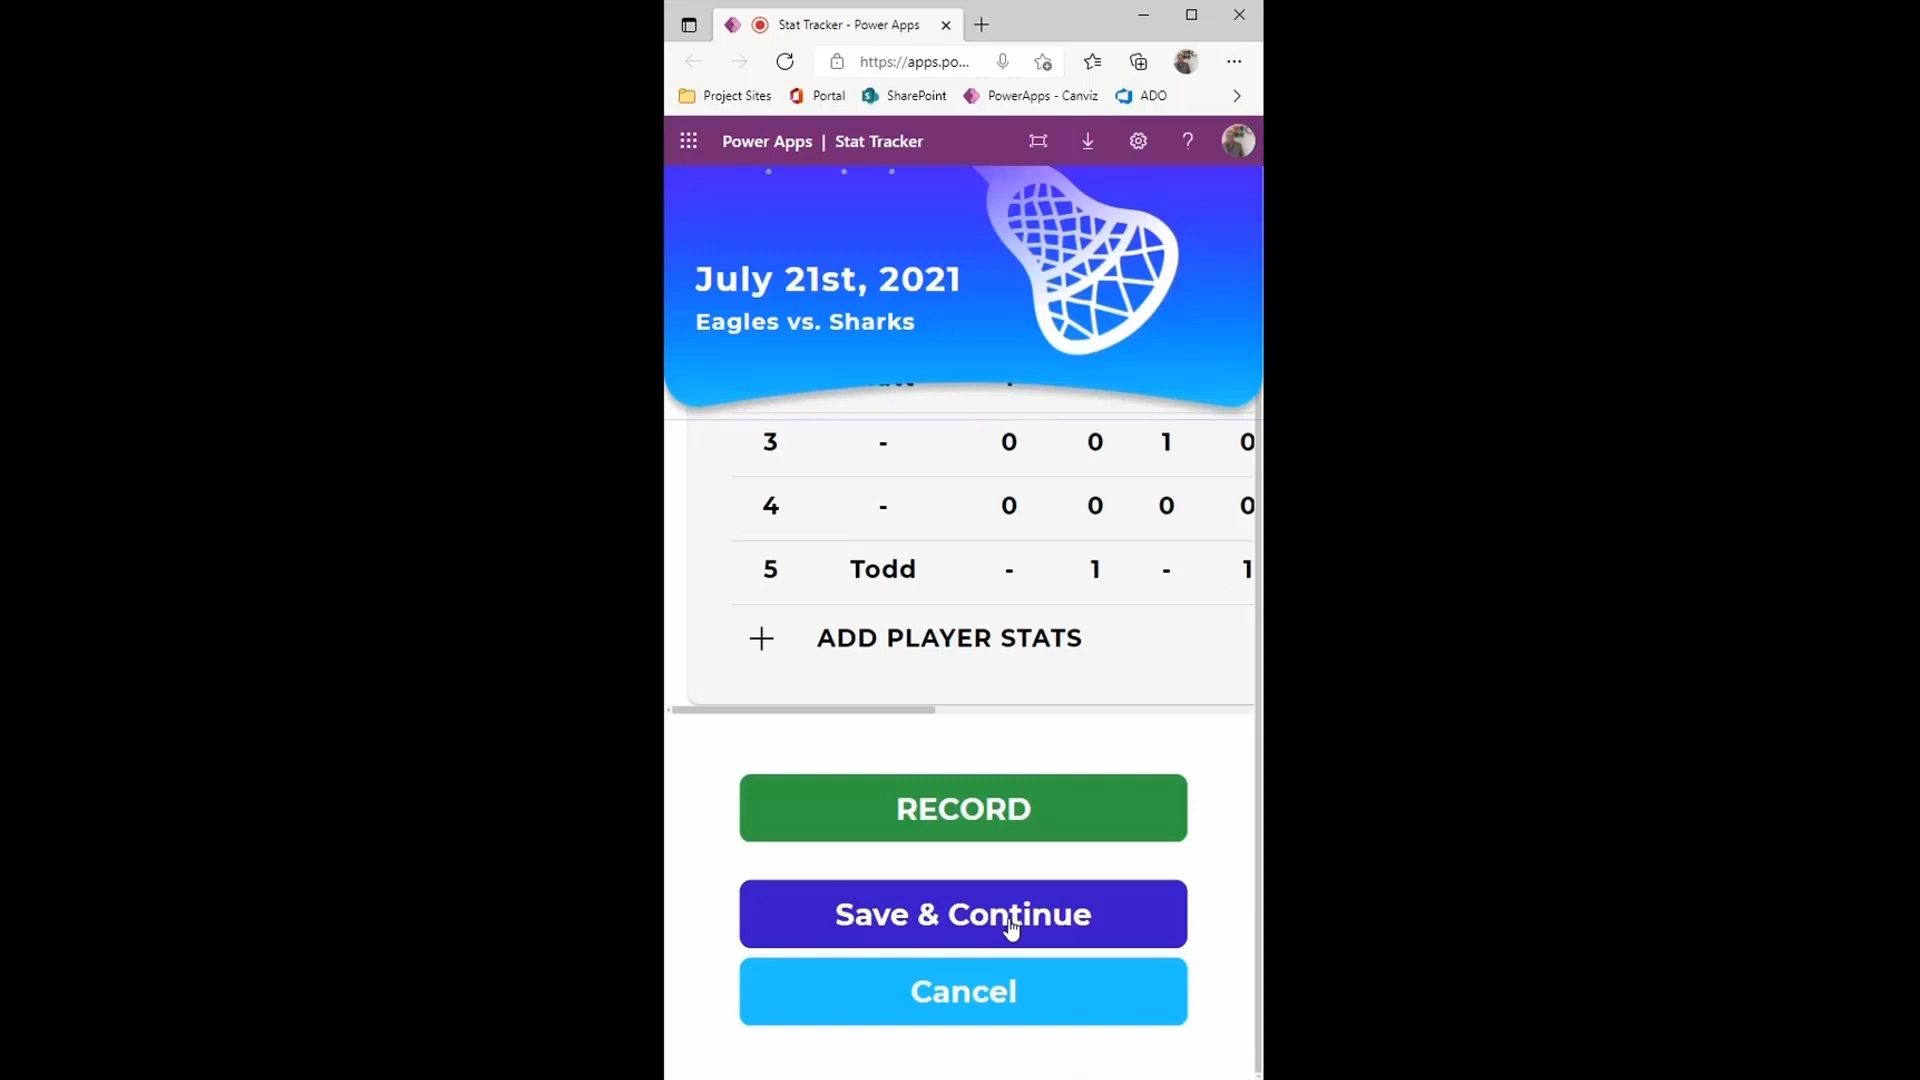 Stat Tracker - Power Apps
https://apps.po...
Project Sites Portal SharePoint PowerApps - Canviz ADO
Power Apps | Stat Tracker ?
July 21st, 2021
Eagles vs. Sharks
3 - 0 0 1 0
4 - 0 0 0 0
5 Todd - 1 - 1
+ ADD PLAYER STATS
RECORD
Save & Continue
Cancel